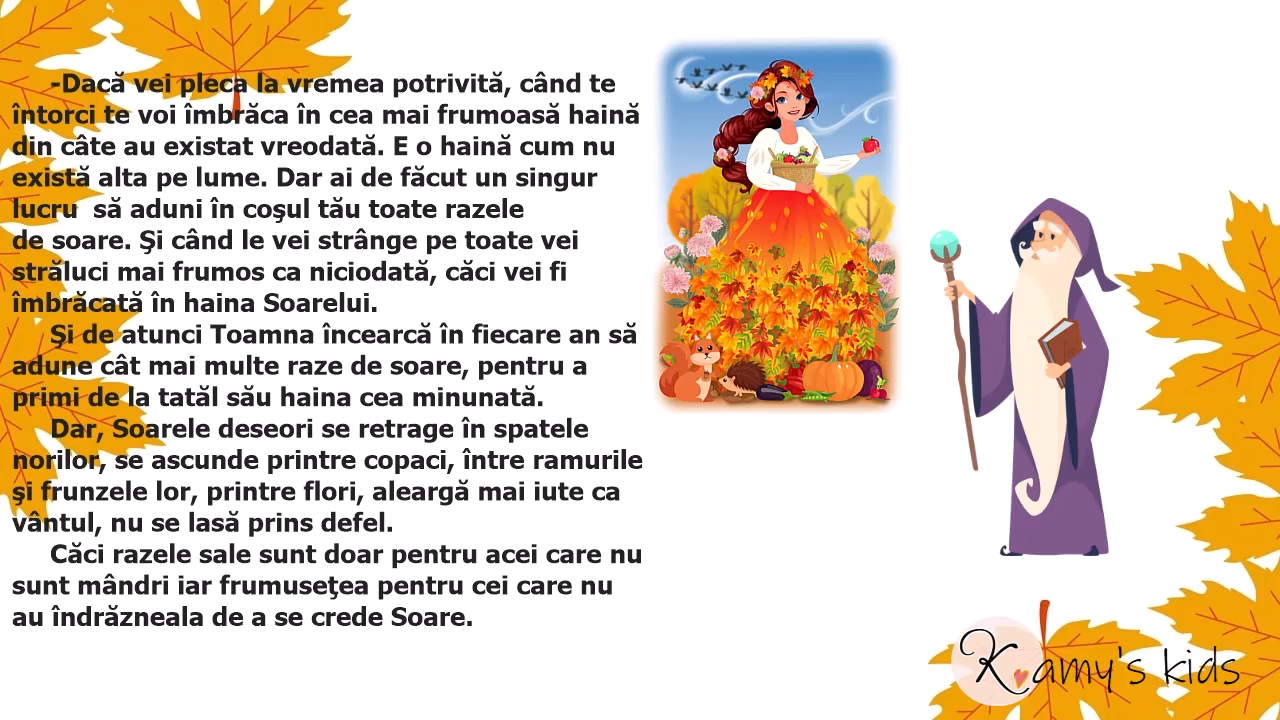 -Dacă vei pleca la vremea potrivită, când te
întorci te voi îmbrăca în cea mai frumoasă haină
din câte au existat vreodată. E o haină cum nu
există alta pe lume. Dar ai de făcut un singur
lucru  să aduni în coşul tău toate razele
de soare. Şi când le vei strânge pe toate vei
străluci mai frumos ca niciodată, căci vei fi
îmbrăcată în haina Soarelui.
Şi de atunci Toamna încearcă în fiecare an să
adune cât mai multe raze de soare, pentru a
primi de la tatăl său haina cea minunată.
Dar, Soarele deseori se retrage în spatele
norilor, se ascunde printre copaci, între ramurile
şi frunzele lor, printre flori, aleargă mai iute ca
vântul, nu se lasă prins defel.
Căci razele sale sunt doar pentru acei care nu
sunt mândri iar frumuseţea pentru cei care nu
au îndrăzneala de a se crede Soare.
Kamy's kids